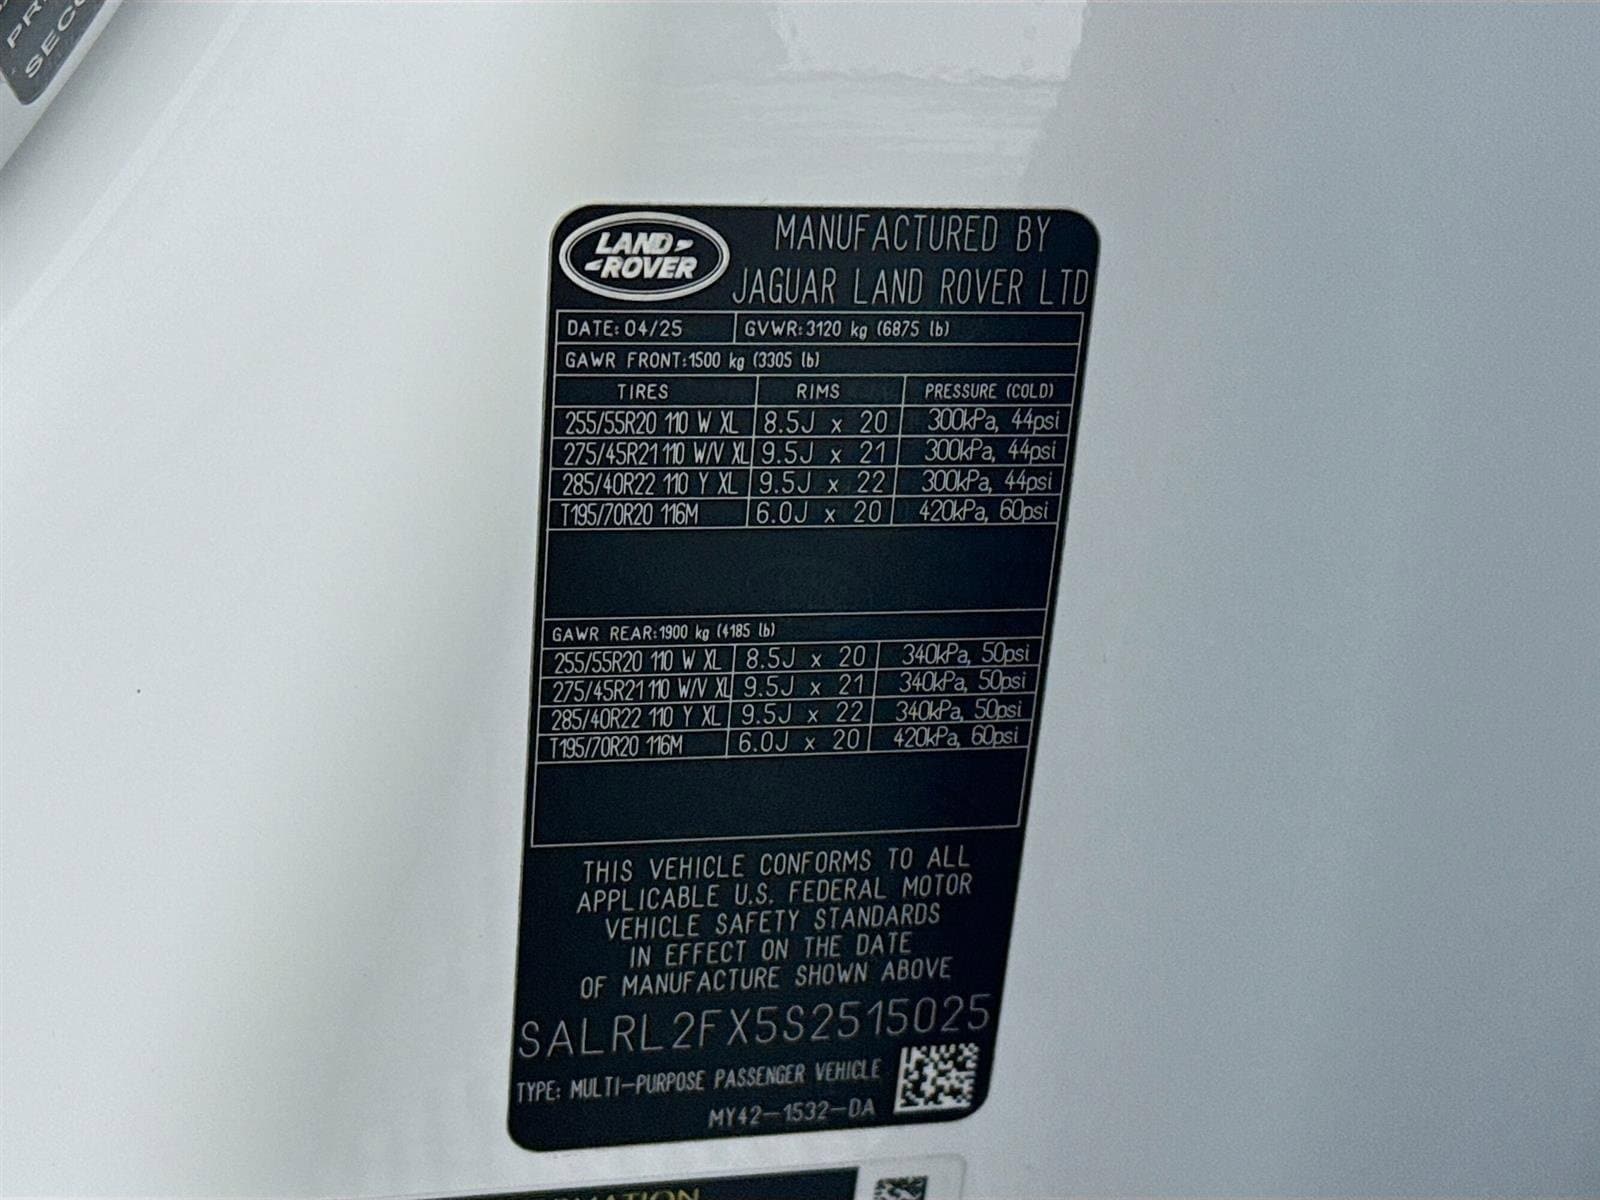 PRI
SECO
LAND
ROVER
MANUFACTURED BY
JAGUAR LAND ROVER LTD
DATE: 04/25 GVWR: 3120 kg (6875 lb)
GAWR FRONT: 1500 kg (3305 lb)
TIRES RIMS PRESSURE (COLD)
255/55R20 110 W XL 8.5J x 20 300kPa, 44psi
275/45R21 110 W/V XL 9.5J x 21 300kPa, 44psi
285/40R22 110 Y XL 9.5J x 22 300kPa, 44psi
T195/70R20 116M 6.0J x 20 420kPa, 60psi
GAWR REAR: 1900 kg (4185 lb)
255/55R20 110 W XL 8.5J x 20 340kPa, 50psi
275/45R21 110 W/V XL 9.5J x 21 340kPa, 50psi
285/40R22 110 Y XL 9.5J x 22 340kPa, 50psi
T195/70R20 116M 6.0J x 20 420kPa, 60psi
THIS VEHICLE CONFORMS TO ALL
APPLICABLE U.S. FEDERAL MOTOR
VEHICLE SAFETY STANDARDS
IN EFFECT ON THE DATE
OF MANUFACTURE SHOWN ABOVE
SALRL2FX5S2515025
TYPE: MULTI-PURPOSE PASSENGER VEHICLE
MY42-1532-DA